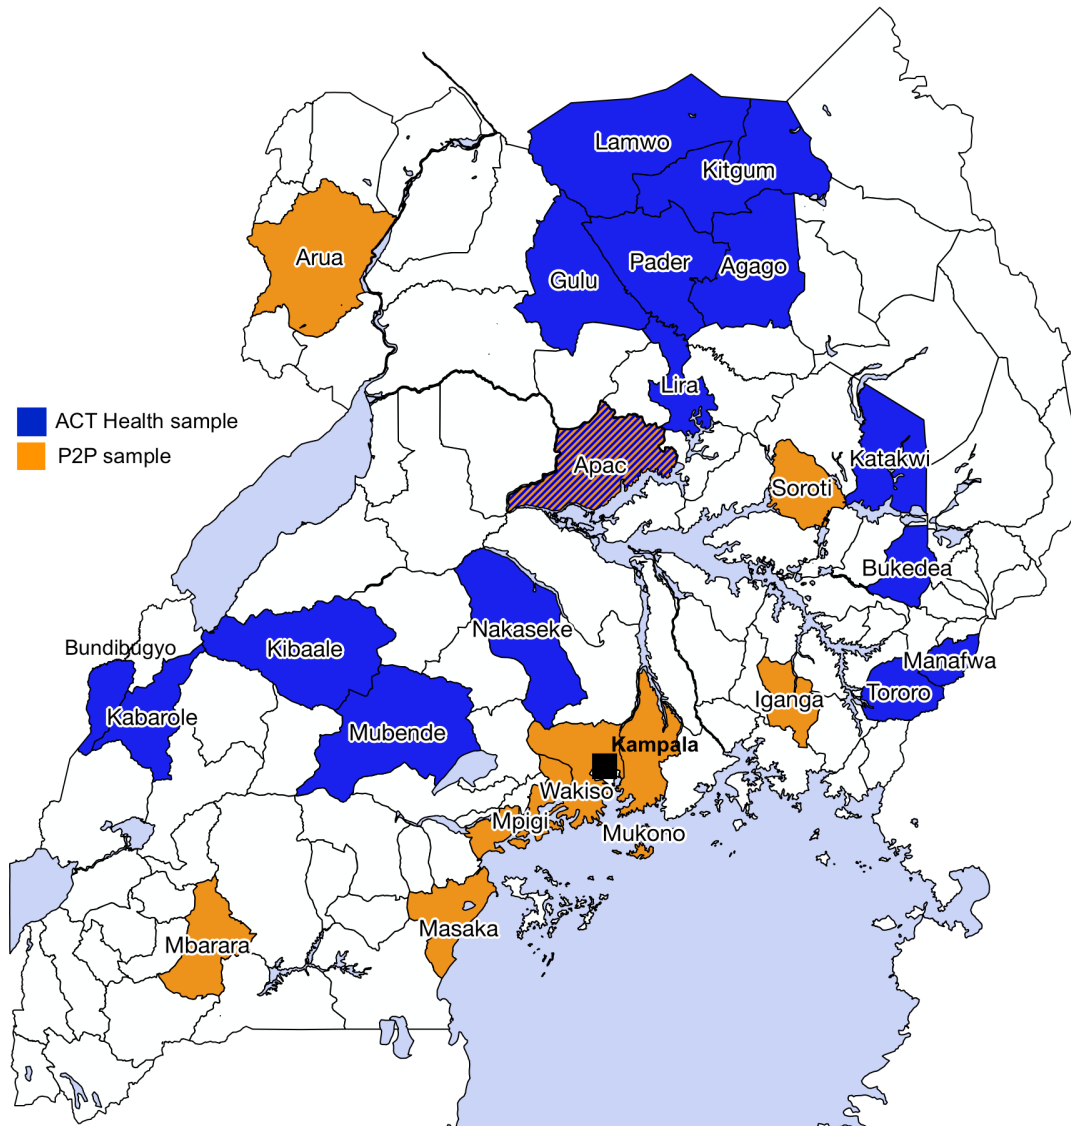 Lamwo
Kitgum
Arua
Pader
Agago
Gulu
Lira
ACT Health sample
P2P sample
Katakwi
Apac
Soroti
Bukedea
Nakaseke
Bundibugyo
Kibaale
Manafwa
Tororo
Iganga
Kabarole
Mubende
Kampala
Wakiso
Mpigi
Mukono
Masaka
Mbarara